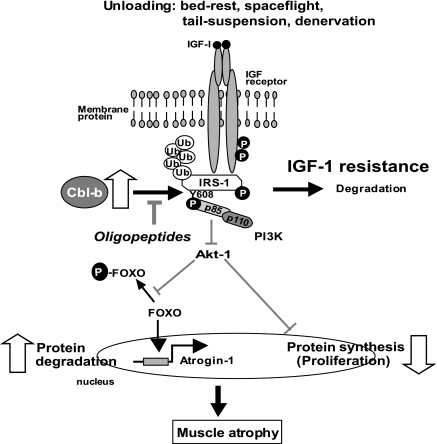 Unloading: bed-rest, spaceflight,
tail-suspension, denervation
IGF-I
IGF
receptor
Membrane
protein
P
P
Ub
Ub
Ub
Ub
Ub
Ub
IRS-1
P
Y608
P
p85
p110
PI3K
Cbl-b
IGF-1 resistance
Degradation
Oligopeptides
Akt-1
P-FOXO
FOXO
Protein
degradation
Atrogin-1
nucleus
Protein synthesis
(Proliferation)
Muscle atrophy